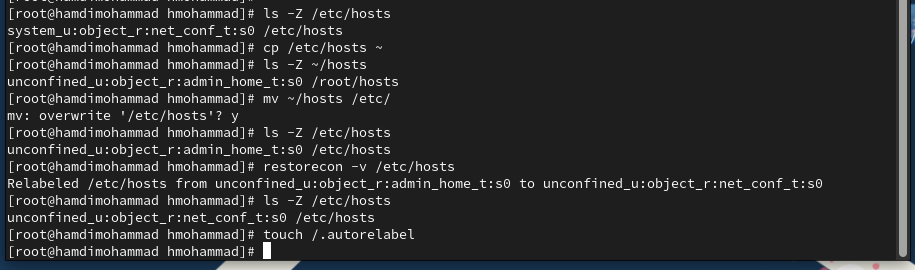 [root@hamdimohammad hmohammad]# ls -Z /etc/hosts
system_u:object_r:net_conf_t:s0 /etc/hosts
[root@hamdimohammad hmohammad]# cp /etc/hosts ~
[root@hamdimohammad hmohammad]# ls -Z ~/hosts
unconfined_u:object_r:admin_home_t:s0 /root/hosts
[root@hamdimohammad hmohammad]# mv ~/hosts /etc/
mv: overwrite '/etc/hosts'? y
[root@hamdimohammad hmohammad]# ls -Z /etc/hosts
unconfined_u:object_r:admin_home_t:s0 /etc/hosts
[root@hamdimohammad hmohammad]# restorecon -v /etc/hosts
Relabeled /etc/hosts from unconfined_u:object_r:admin_home_t:s0 to unconfined_u:object_r:net_conf_t:s0
[root@hamdimohammad hmohammad]# ls -Z /etc/hosts
unconfined_u:object_r:net_conf_t:s0 /etc/hosts
[root@hamdimohammad hmohammad]# touch /.autorelabel
[root@hamdimohammad hmohammad]#